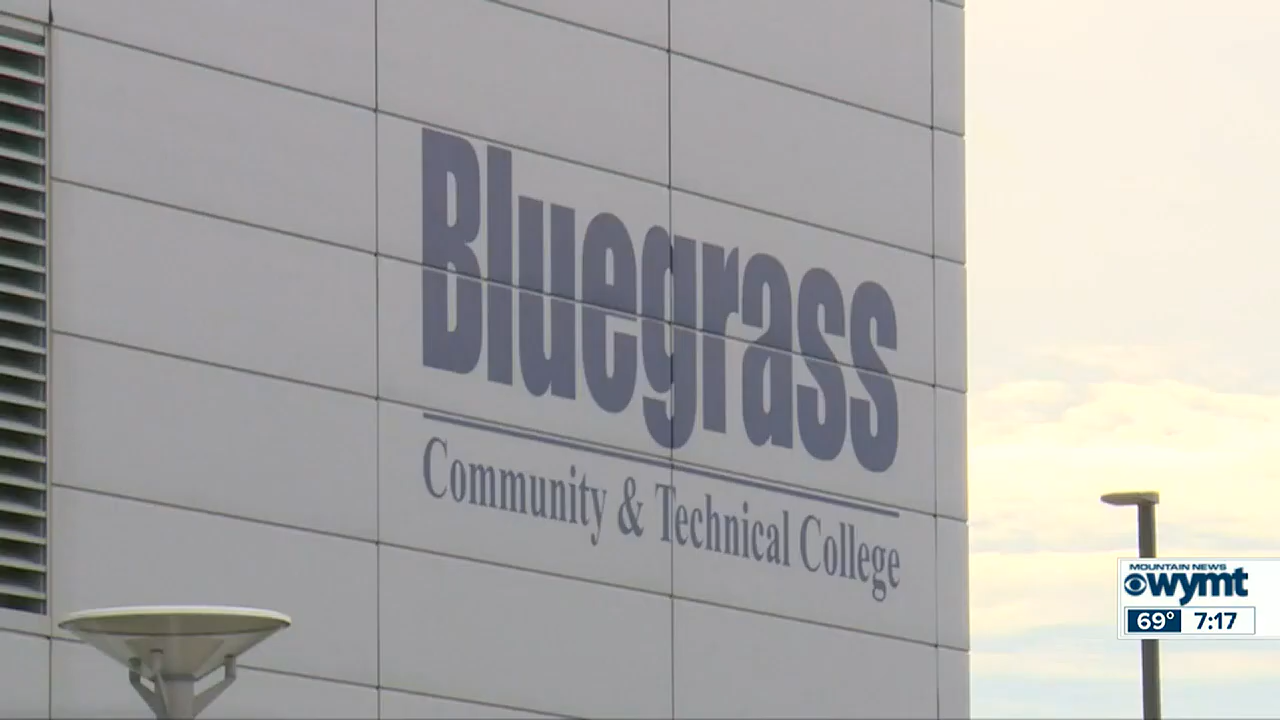 Bluegrass
Community & Technical College
MOUNTAIN NEWS
wymt
69° 7:17